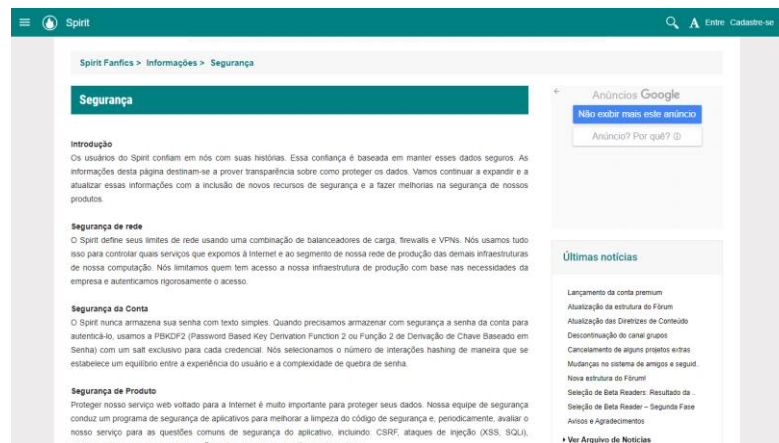 Spirit
Entre Cadastre-se
Spirit Fanfics > Informações > Segurança
Segurança
Introdução
Os usuários do Spirit confiam em nós com suas histórias. Essa confiança é baseada em manter esses dados seguros. As
informações desta página destinam-se a prover transparência sobre como proteger os dados. Vamos continuar a expandir e a
atualizar essas informações com a inclusão de novos recursos de segurança e a fazer melhorias na segurança de nossos
produtos.
Segurança de rede
O Spirit define seus limites de rede usando uma combinação de balanceadores de carga, firewalls e VPNs. Nós usamos tudo
isso para controlar quais serviços que expomos à Internet e ao segmento de nossa rede de produção das demais infraestruturas
de nossa computação. Nós limitamos quem tem acesso a nossa infraestrutura de produção com base nas necessidades da
empresa e autenticamos rigorosamente o acesso.
Segurança da Conta
O Spirit nunca armazena sua senha com texto simples. Quando precisamos armazenar com segurança a senha da conta para
autenticá-lo, usamos a PBKDF2 (Password Based Key Derivation Function 2 ou Função 2 de Derivação de Chave Baseado em
Senha) com um salt exclusivo para cada credencial. Nós selecionamos o número de interações hashing de maneira que se
estabelece um equilíbrio entre a experiência do usuário e a complexidade de quebra de senha.
Segurança de Produto
Proteger nosso serviço web voltado para a Internet é muito importante para proteger seus dados. Nossa equipe de segurança
conduz um programa de segurança de aplicativos para melhorar a limpeza do código de segurança e, periodicamente, avaliar o
nosso serviço para as questões comuns de segurança do aplicativo, incluindo: CSRF, ataques de injeção (XSS, SQLi),
Anúncios Google
Não exibir mais este anúncio
Anúncio? Por quê?
Últimas notícias
Lançamento da conta premium
Atualização da estrutura do Fórum
Atualização das Diretrizes de Conteúdo
Descontinuação do canal grupos
Cancelamento de alguns projetos extras
Mudanças no sistema de amigos e seguid..
Nova estrutura do Fórum!
Seleção de Beta Readers: Resultado da ..
Seleção de Beta Reader – Segunda Fase
Avisos e Agradecimentos
Ver Arquivo de Notícias